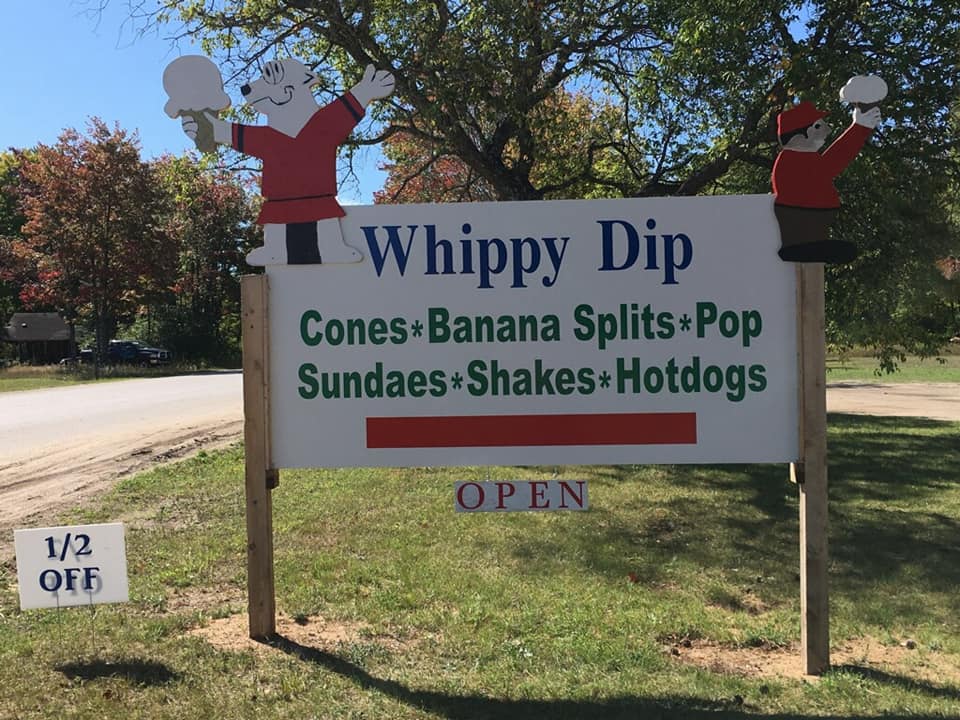 Whippy Dip
Cones*Banana Splits*Pop
Sundaes*Shakes*Hotdogs
OPEN
1/2
OFF